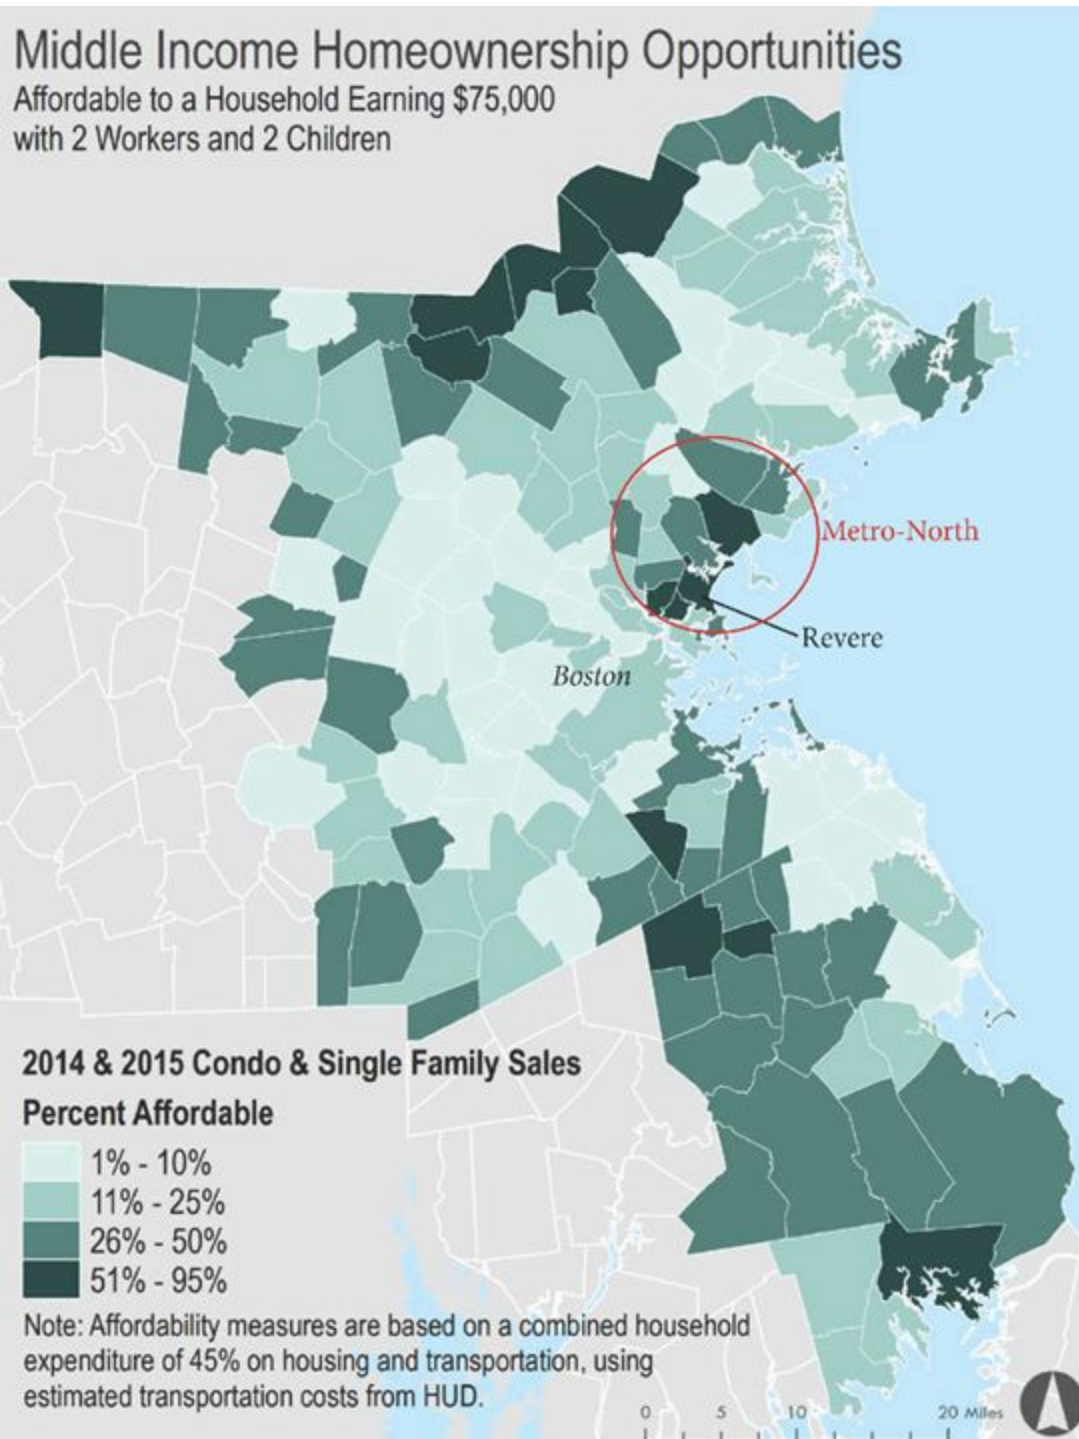 Middle Income Homeownership Opportunities
Affordable to a Household Earning $75,000
with 2 Workers and 2 Children
Metro-North
Revere
Boston
2014 & 2015 Condo & Single Family Sales
Percent Affordable
1% - 10%
11% - 25%
26% - 50%
51% - 95%
Note: Affordability measures are based on a combined household
expenditure of 45% on housing and transportation, using
estimated transportation costs from HUD.
0 5 10 20 Miles